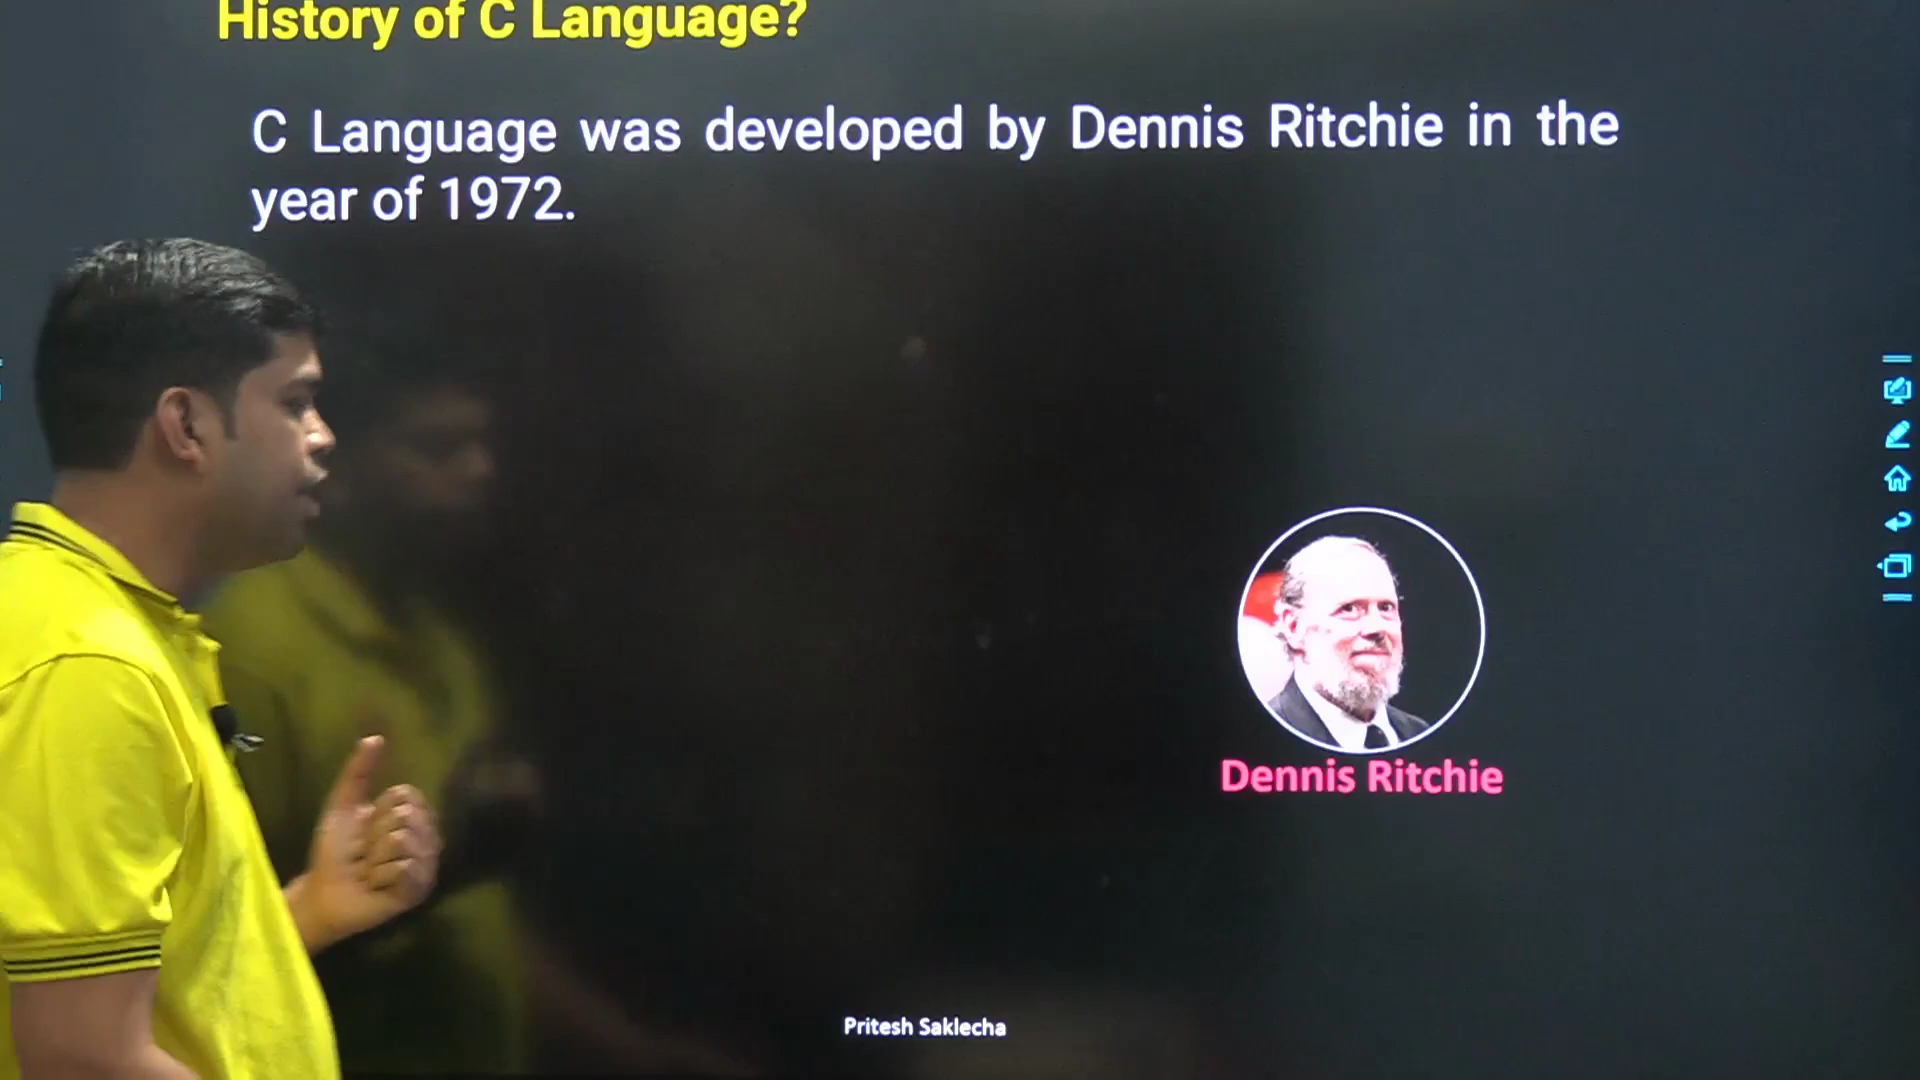 History of C Language?
C Language was developed by Dennis Ritchie in the
year of 1972.
Dennis Ritchie
Pritesh Saklecha